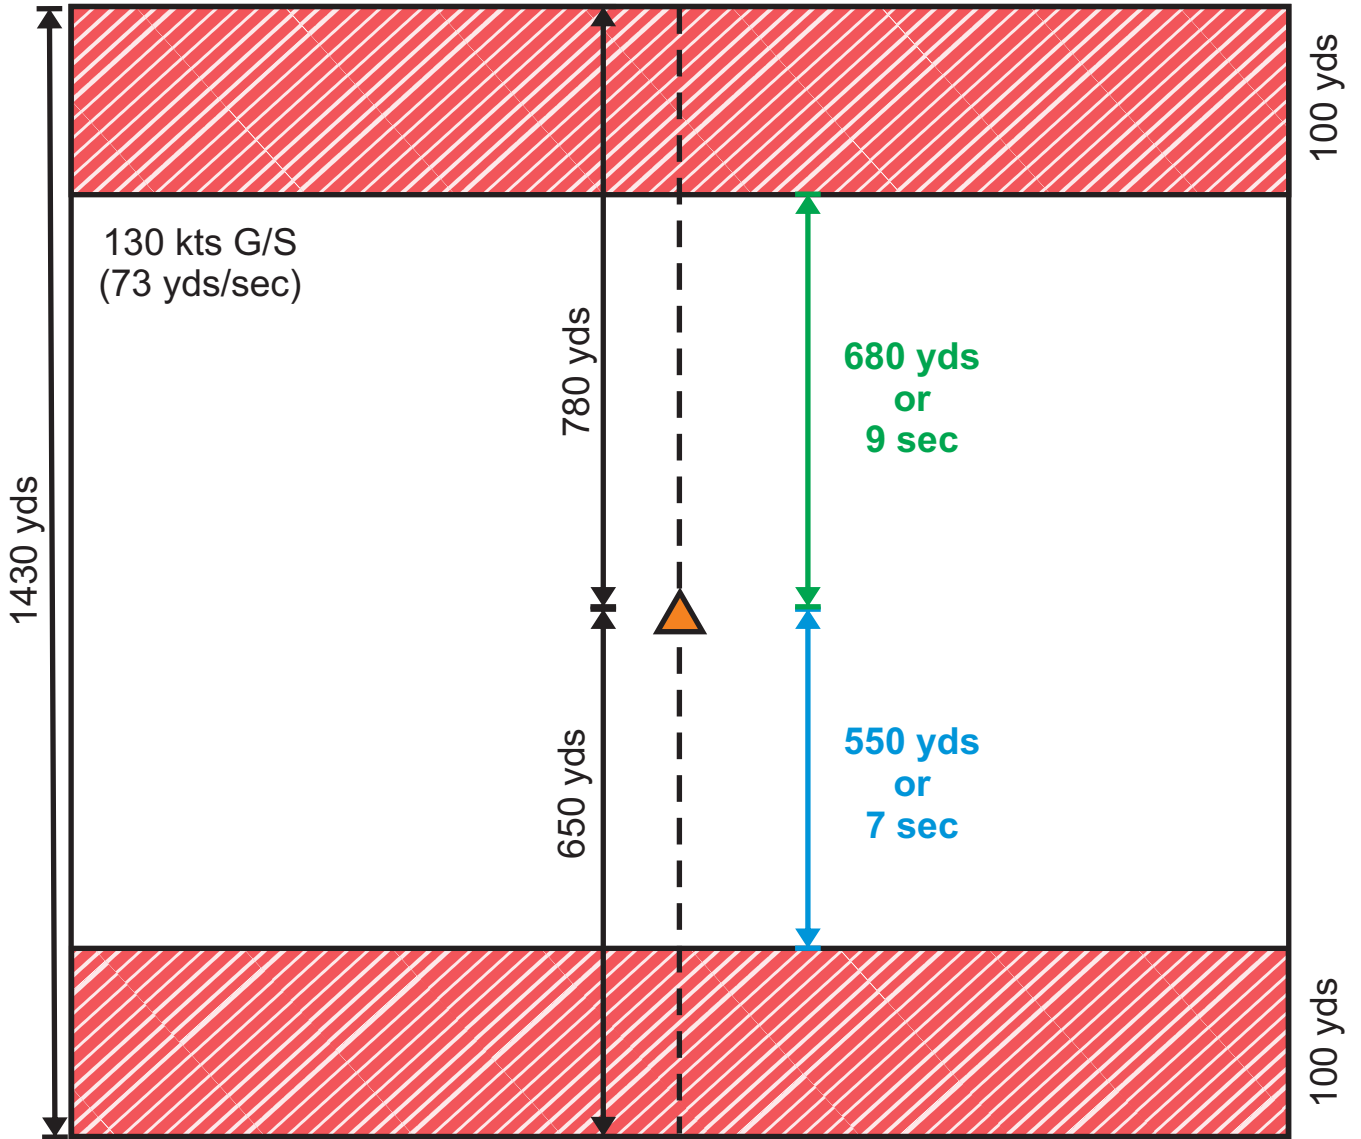 100 yds
130 kts G/S
(73 yds/sec)
780 yds
680 yds
or
9 sec
1430 yds
650 yds
550 yds
or
7 sec
100 yds